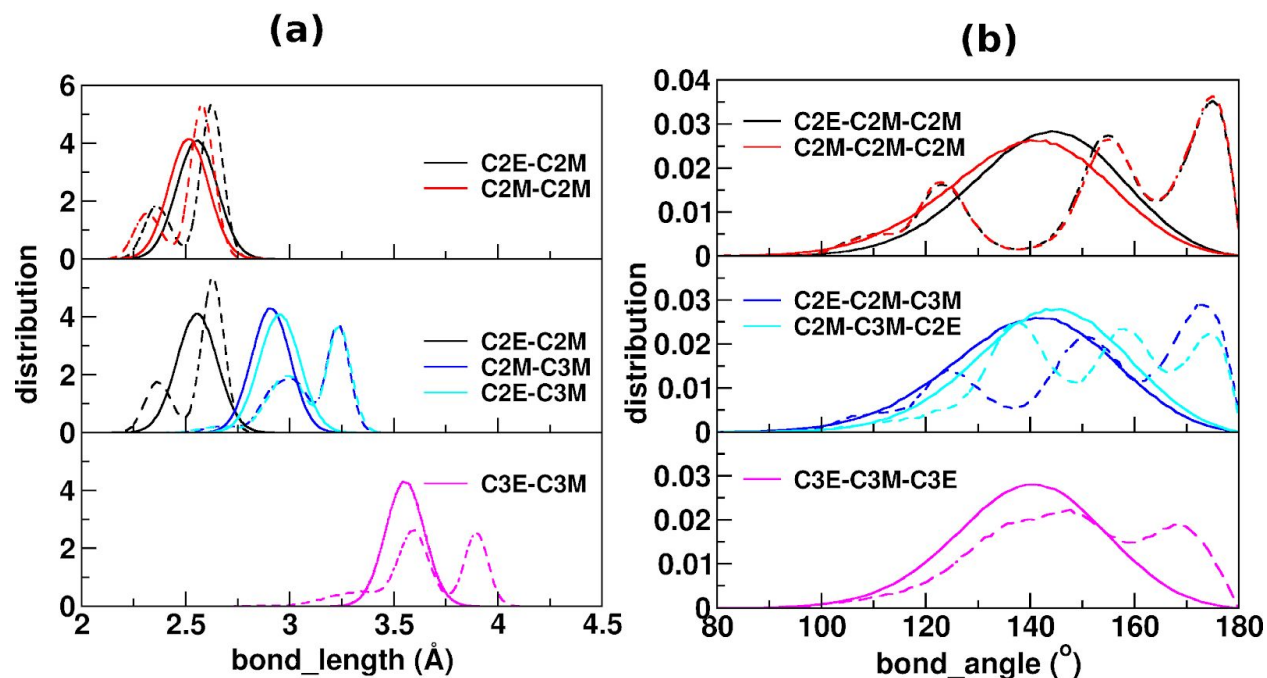 (a)
6
4
2
0
C2E-C2M
C2M-C2M
4
2
0
C2E-C2M
C2M-C3M
C2E-C3M
4
2
0
C3E-C3M
distribution
2 2.5 3 3.5 4 4.5
bond_length (Å)
(b)
0.04
0.03
0.02
0.01
0
C2E-C2M-C2M
C2M-C2M-C2M
0.03
0.02
0.01
0
C2E-C2M-C3M
C2M-C3M-C2E
0.03
0.02
0.01
0
C3E-C3M-C3E
distribution
80 100 120 140 160 180
bond_angle (°)